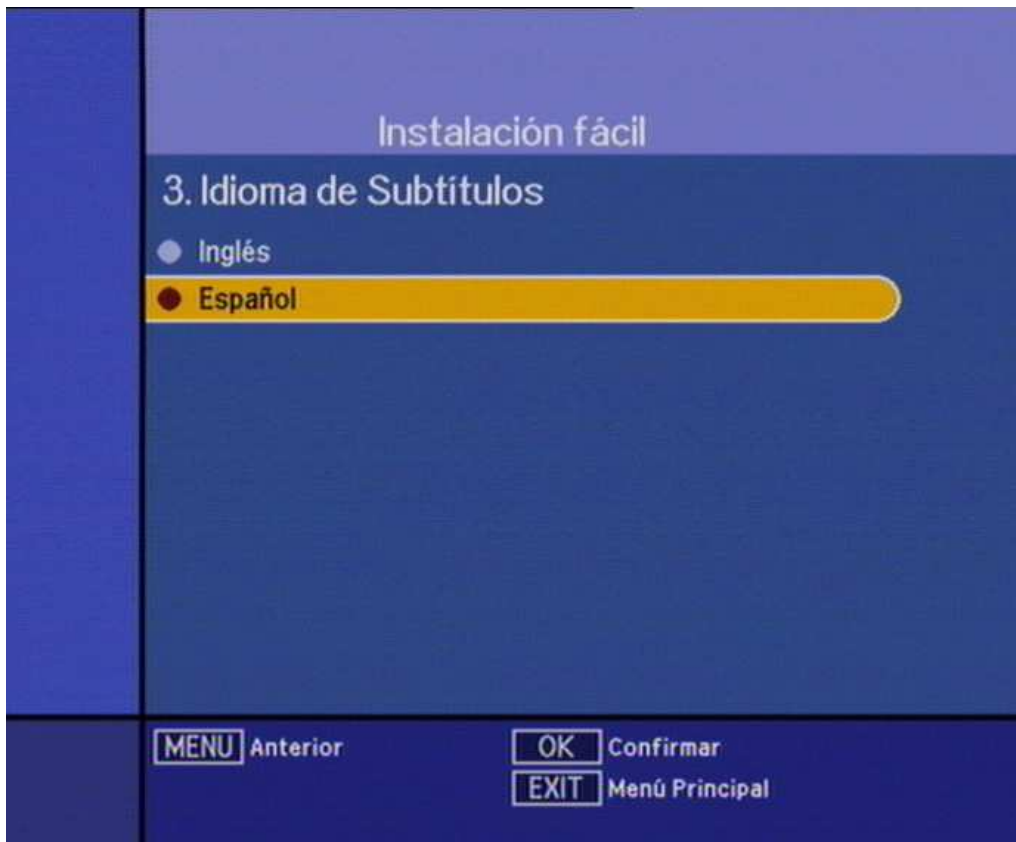 Instalación fácil
3. Idioma de Subtítulos
Inglés
Español
MENU Anterior
OK Confirmar
EXIT Menú Principal